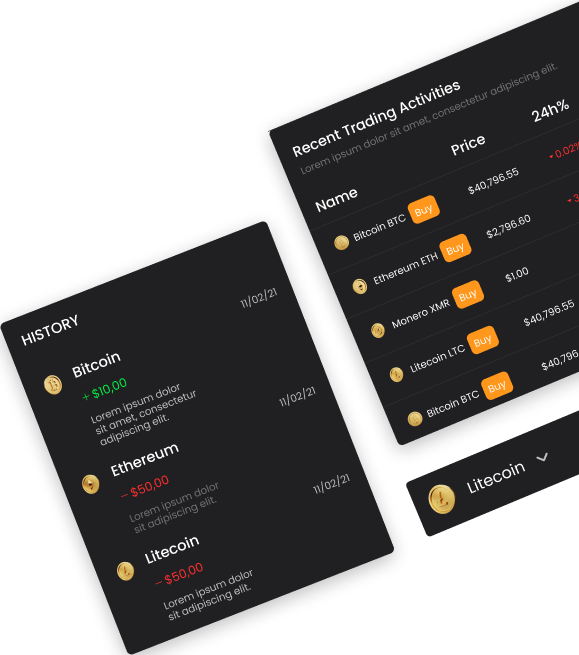 Recent Trading Activities
Lorem ipsum dolor sit amet, consectetur adipiscing elit.
Name Price 24h%
Bitcoin BTC Buy $40,796.55 0.02%
Ethereum ETH Buy $2,796.60 3
Monero XMR Buy $1.00
Litecoin LTC Buy $40,796.55
Bitcoin BTC Buy $40,796
HISTORY
11/02/21
Bitcoin
+ $10,00
Lorem ipsum dolor
sit amet, consectetur
adipiscing elit.
11/02/21
Ethereum
– $50,00
Lorem ipsum dolor
sit adipiscing elit.
11/02/21
Litecoin
– $50,00
Lorem ipsum dolor
sit adipiscing elit.
Litecoin